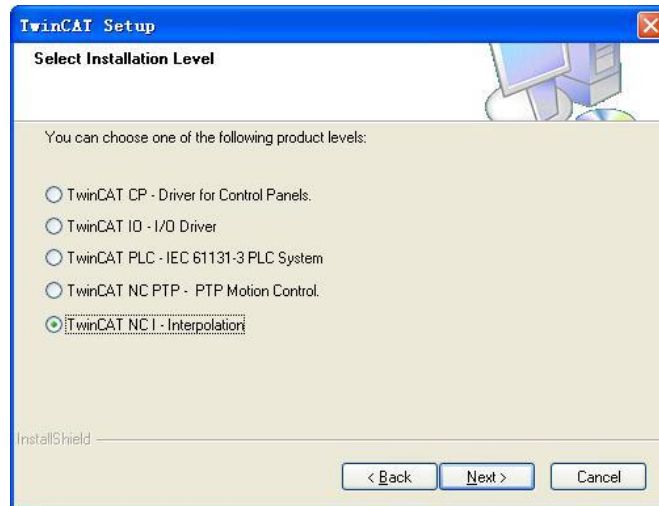 TwinCAT Setup
Select Installation Level
You can choose one of the following product levels:
TwinCAT CP - Driver for Control Panels.
TwinCAT IO - I/O Driver
TwinCAT PLC - IEC 61131-3 PLC System
TwinCAT NC PTP -  PTP Motion Control.
TwinCAT NC I - Interpolation
InstallShield
< Back Next > Cancel